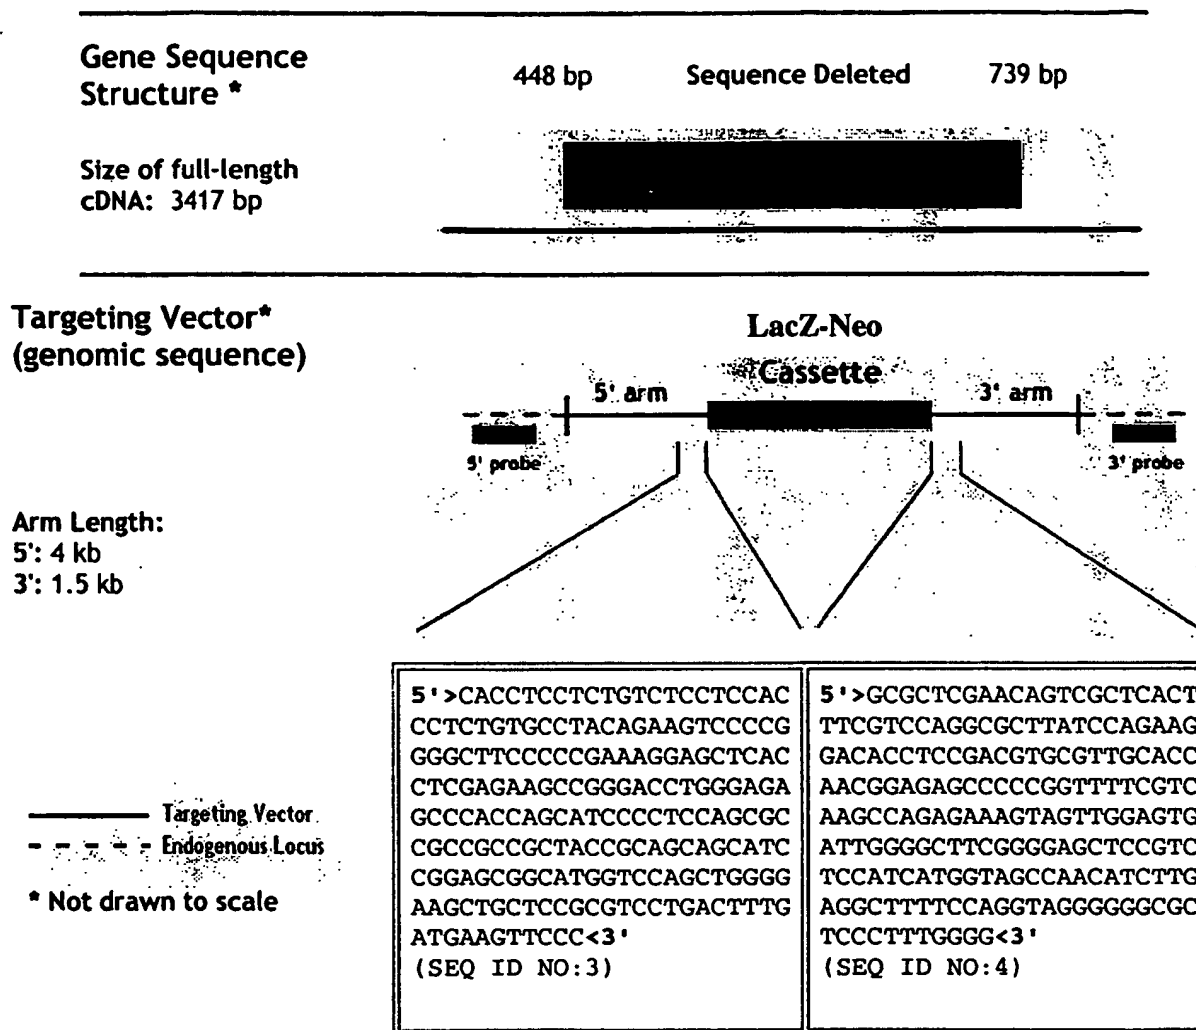 Gene Sequence
Structure *
448 bp
Sequence Deleted
739 bp
Size of full-length
cDNA: 3417 bp
Targeting Vector*
(genomic sequence)
LacZ-Neo
Cassette
5' arm
3' arm
5' probe
3' probe
Arm Length:
5': 4 kb
3': 1.5 kb
Targeting Vector
Endogenous Locus
* Not drawn to scale
5'>CACCTCCTCTGTCTCCTCCAC
CCTCTGTGCCTACAGAAGTCCCCG
GGGCTTCCCCCGAAAGGAGCTCAC
CTCGAGAAGCCGGGACCTGGGAGA
GCCCACCAGCATCCCCTCCAGCGC
CGCCGCCGCTACCGCAGCAGCATC
CGGAGCGGCATGGTCCAGCTGGGG
AAGCTGCTCCGCGTCCTGACTTTG
ATGAAGTTCCC<3'
(SEQ ID NO:3)
5'>GCGCTCGAACAGTCGCTCACT
TTCGTCCAGGCGCTTATCCAGAAG
GACACCTCCGACGTGCGTTGCACC
AACGGAGAGCCCCCGGTTTTCGTC
AAGCCAGAGAAAGTAGTTGGAGTG
ATTGGGGCTTCGGGGAGCTCCGTC
TCCATCATGGTAGCCAACATCTTG
AGGCTTTTCCAGGTAGGGGGGCGC
TCCCTTTGGGG<3'
(SEQ ID NO:4)